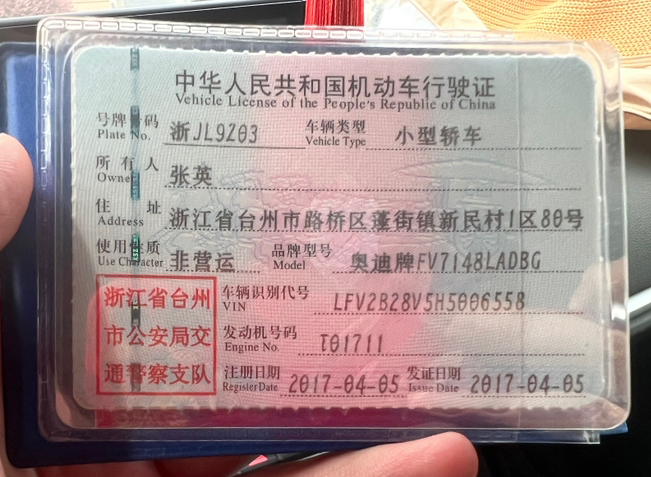 中华人民共和国机动车行驶证
Vehicle License of the People's Republic of China
号牌号码 浙JL9Z03 车辆类型 小型轿车
Plate No. Vehicle Type
所有人 张英
Owner
住址 浙江省台州市路桥区蓬街镇新民村1区80号
Address
使用性质 非营运 品牌型号 奥迪牌FV7148LADBG
Use Character Model
浙江省台州
市公安局交
通警察支队
车辆识别代号 LFV2B28V5H5006558
VIN
发动机号码 T01711
Engine No.
注册日期 2017-04-05 发证日期 2017-04-05
Register Date Issue Date